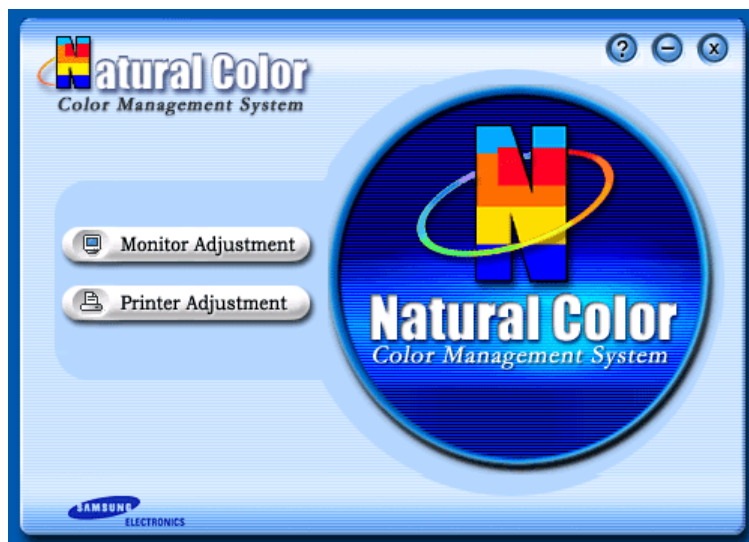 Natural Color
Color Management System
? − x
Monitor Adjustment
Printer Adjustment
N
Natural Color
Color Management System
SAMSUNG
ELECTRONICS